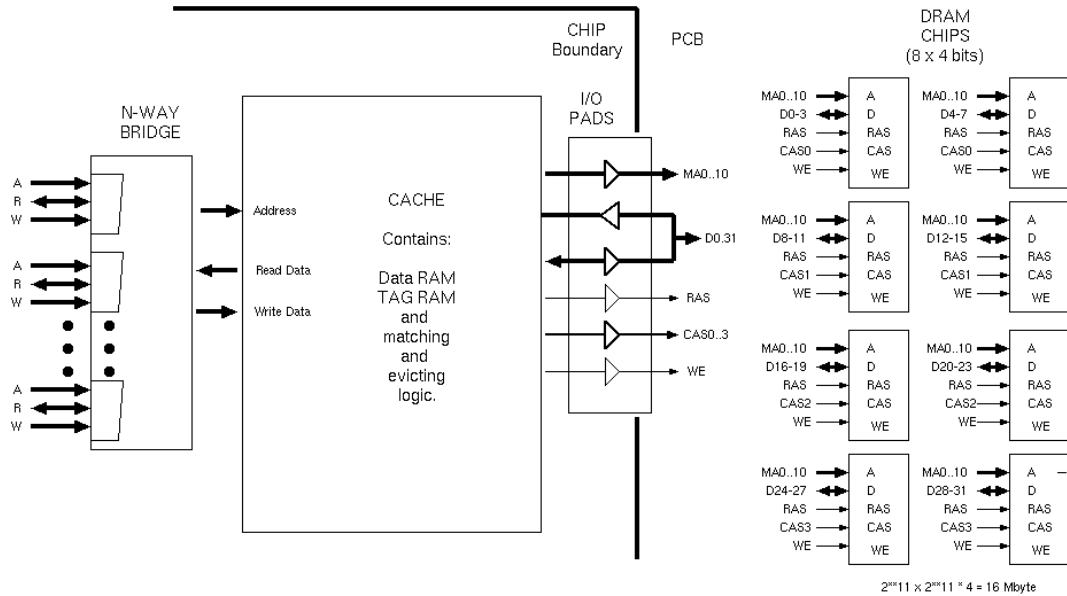 CHIP
Boundary
PCB
DRAM
CHIPS
(8 x 4 bits)
N-WAY
BRIDGE
I/O
PADS
A
R
W
A
R
W
A
R
W
Address
Read Data
Write Data
CACHE
Contains:
Data RAM
TAG RAM
and
matching
and
evicting
logic.
MA0..10
D0.31
RAS
CAS0..3
WE
MA0..10 A
D0-3 D
RAS RAS
CAS0 CAS
WE WE
MA0..10 A
D4-7 D
RAS RAS
CAS0 CAS
WE WE
MA0..10 A
D8-11 D
RAS RAS
CAS1 CAS
WE WE
MA0..10 A
D12-15 D
RAS RAS
CAS1 CAS
WE WE
MA0..10 A
D16-19 D
RAS RAS
CAS2 CAS
WE WE
MA0..10 A
D20-23 D
RAS RAS
CAS2 CAS
WE WE
MA0..10 A
D24-27 D
RAS RAS
CAS3 CAS
WE WE
MA0..10 A
D28-31 D
RAS RAS
CAS3 CAS
WE WE
2**11 x 2**11 * 4 = 16 Mbyte